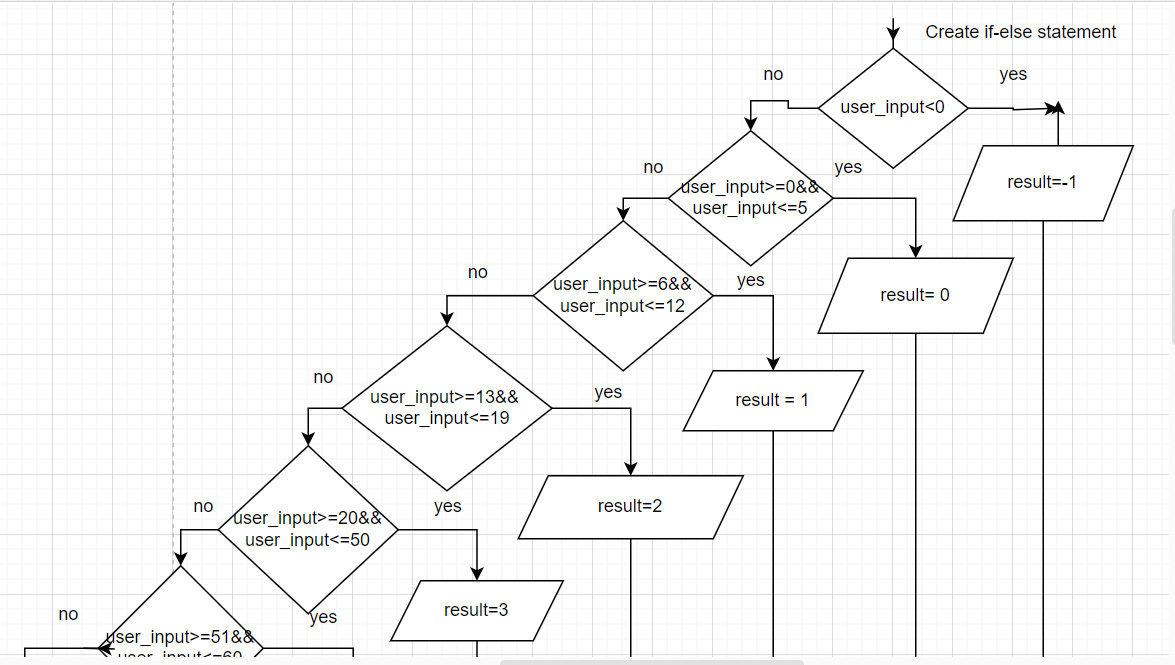 Create if-else statement
no
yes
user_input<0
no
yes
user_input>=0&&
user_input<=5
result=-1
no
yes
user_input>=6&&
user_input<=12
result= 0
no
yes
user_input>=13&&
user_input<=19
result = 1
no
yes
user_input>=20&&
user_input<=50
result=2
no
yes
user_input>=51&&
user_input<=60
result=3